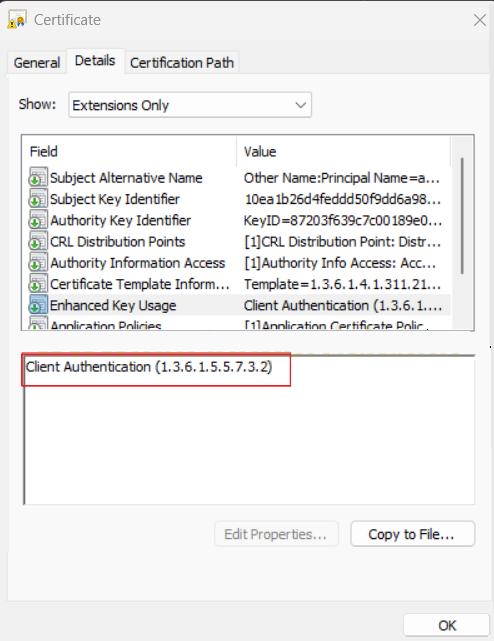 Certificate
General Details Certification Path
Show: Extensions Only
Field Value
Subject Alternative Name Other Name:Principal Name=a...
Subject Key Identifier 10ea1b26d4feddd50f9dd6a98...
Authority Key Identifier KeyID=87203f639c7c00189e0...
CRL Distribution Points [1]CRL Distribution Point: Distr...
Authority Information Access [1]Authority Info Access: Acc...
Certificate Template Inform... Template=1.3.6.1.4.1.311.21...
Enhanced Key Usage Client Authentication (1.3.6.1....
Application Policies [1]Application Certificate Polic...
Client Authentication (1.3.6.1.5.5.7.3.2)
Edit Properties... Copy to File...
OK